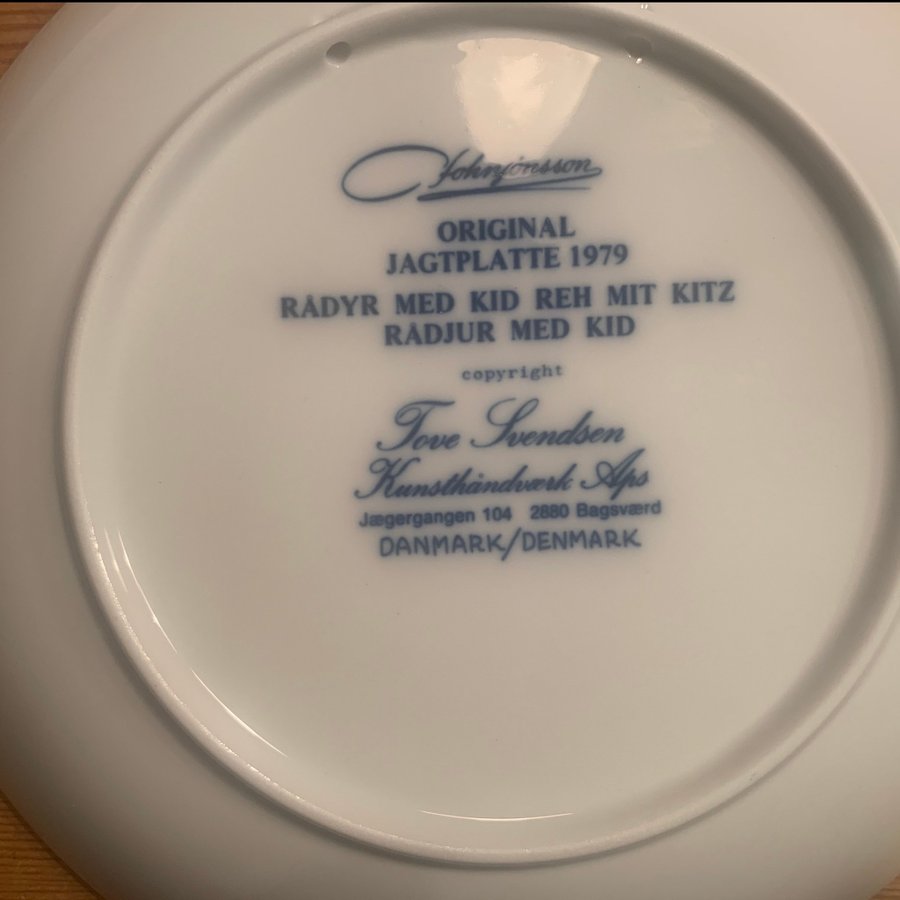 Johnjönsson
ORIGINAL
JAGTPLATTE 1979
RÅDYR MED KID REH MIT KITZ
RÅDJUR MED KID
copyright
Tove Svendsen
Kunsthåndværk Aps
Jægergangen 104 2880 Bagsværd
DANMARK/DENMARK